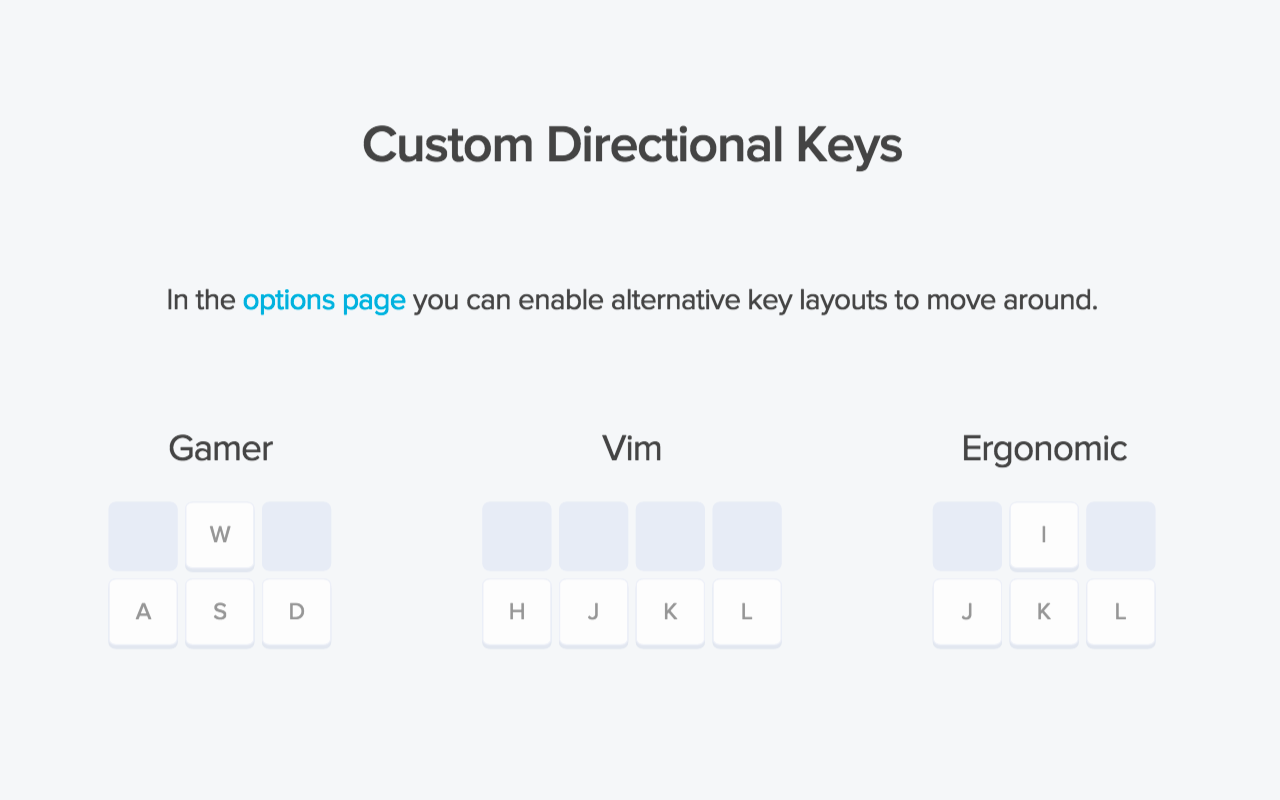 Custom Directional Keys
In the options page you can enable alternative key layouts to move around.
Gamer
W
A S D
Vim
H J K L
Ergonomic
I
J K L